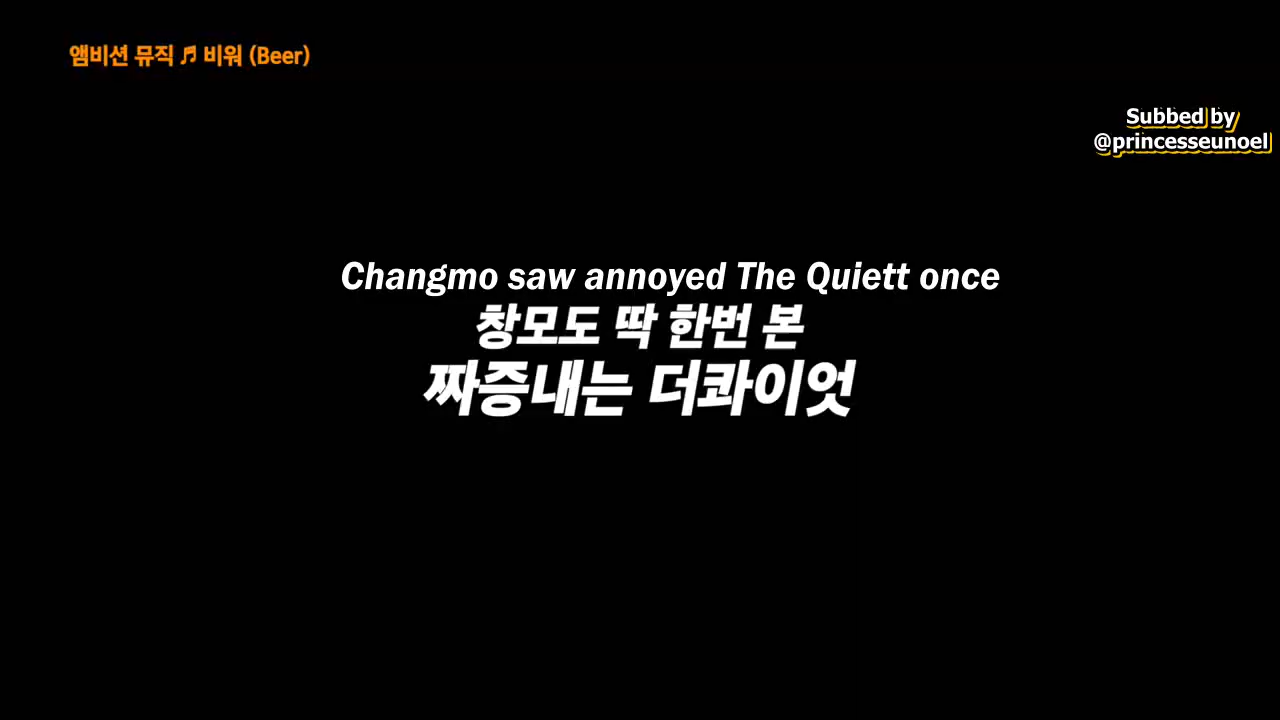 앰비션 뮤직 ♬ 비워 (Beer)
Subbed by
@princesseunoel
Changmo saw annoyed The Quiett once
창모도 딱 한번 본
짜증내는 더콰이엇